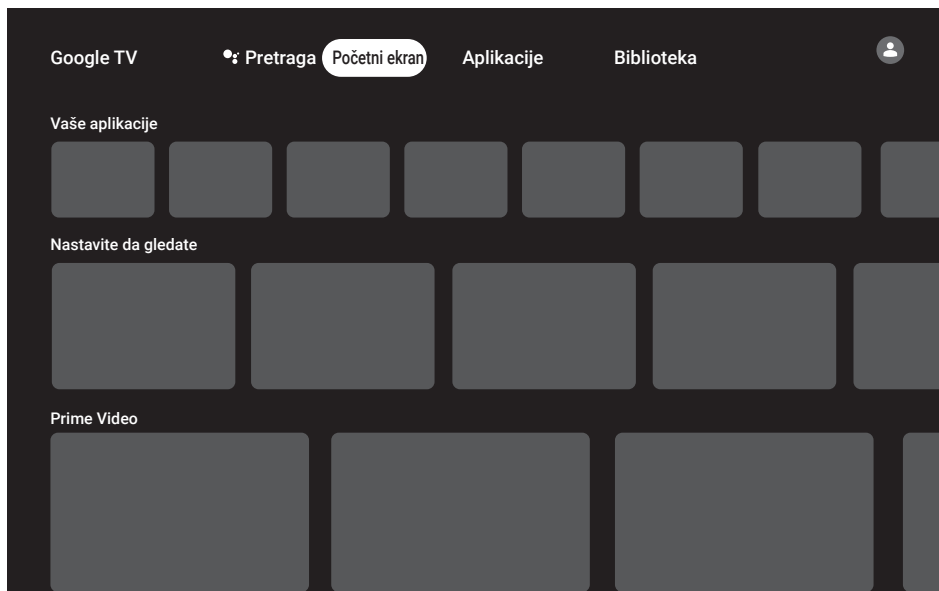 Google TV Pretraga Početni ekran Aplikacije Biblioteka
Vaše aplikacije
Nastavite da gledate
Prime Video